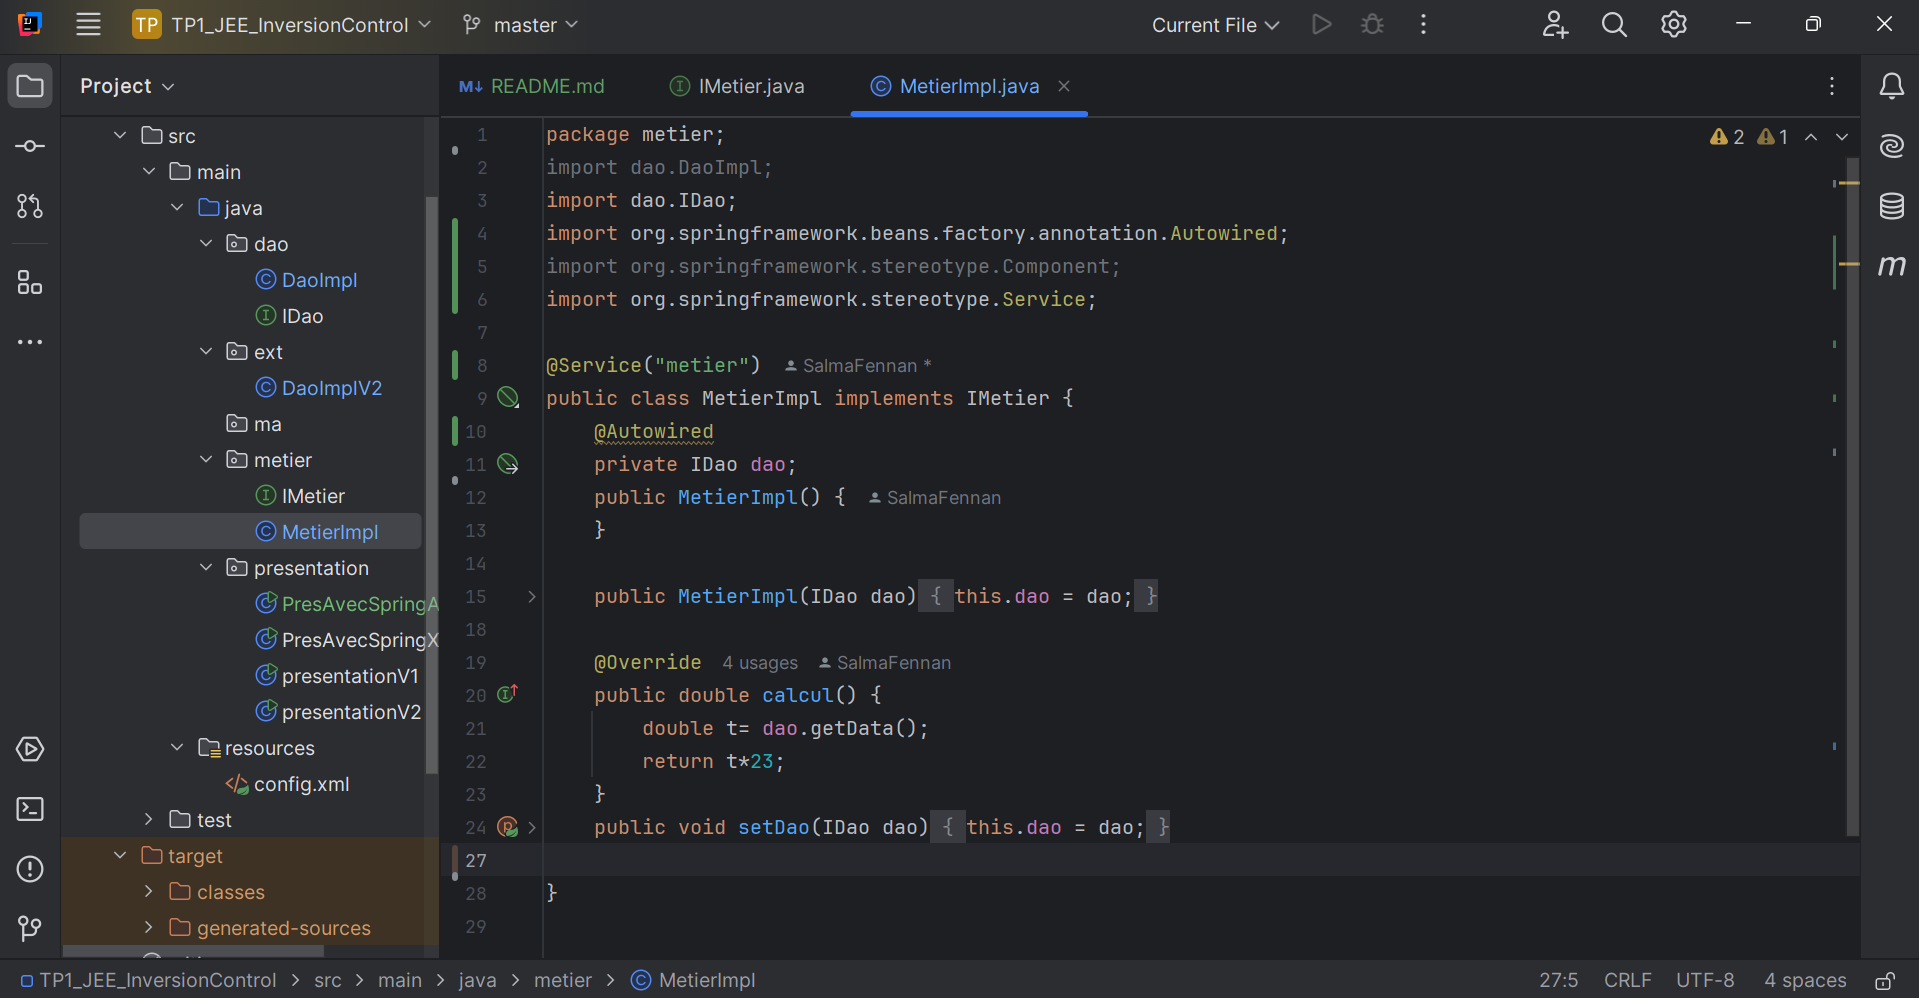 TP TP1_JEE_InversionControl master Current File
Project
src
main
java
dao
DaoImpl
IDao
ext
DaoImplV2
ma
metier
IMetier
MetierImpl
presentation
PresAvecSpringA
PresAvecSpringX
presentationV1
presentationV2
resources
config.xml
test
target
classes
generated-sources
M↓ README.md IMetier.java MetierImpl.java
2 1
1 package metier;
2 import dao.DaoImpl;
3 import dao.IDao;
4 import org.springframework.beans.factory.annotation.Autowired;
5 import org.springframework.stereotype.Component;
6 import org.springframework.stereotype.Service;
7
8 @Service("metier") SalmaFennan *
9 public class MetierImpl implements IMetier {
10 @Autowired
11 private IDao dao;
12 public MetierImpl() { SalmaFennan
13 }
14
15 public MetierImpl(IDao dao) { this.dao = dao; }
18
19 @Override 4 usages SalmaFennan
20 public double calcul() {
21 double t= dao.getData();
22 return t*23;
23 }
24 public void setDao(IDao dao) { this.dao = dao; }
27
28 }
29
m
TP1_JEE_InversionControl > src > main > java > metier > MetierImpl 27:5 CRLF UTF-8 4 spaces